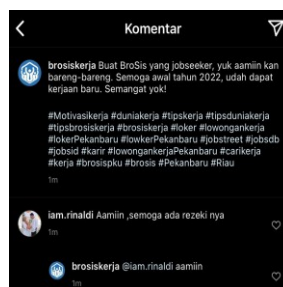 Komentar
brosiskerja Buat BroSis yang jobseeker, yuk aamiin kan
bareng-bareng. Semoga awal tahun 2022, udah dapat
kerjaan baru. Semangat yok!
#Motivasikerja #duniakerja #tipskerja #tipsduniakerja
#tipsbrosiskerja #brosiskerja #loker #lowongankerja
#lokerPekanbaru #lowkerPekanbaru #jobstreet #jobsdb
#jobsid #karir #lowongankerjaPekanbaru #carikerja
#kerja #brosispku #brosis #Pekanbaru #Riau
1m
iam.rinaldi Aamiin ,semoga ada rezeki nya
1m
brosiskerja @iam.rinaldi aamiin
1m